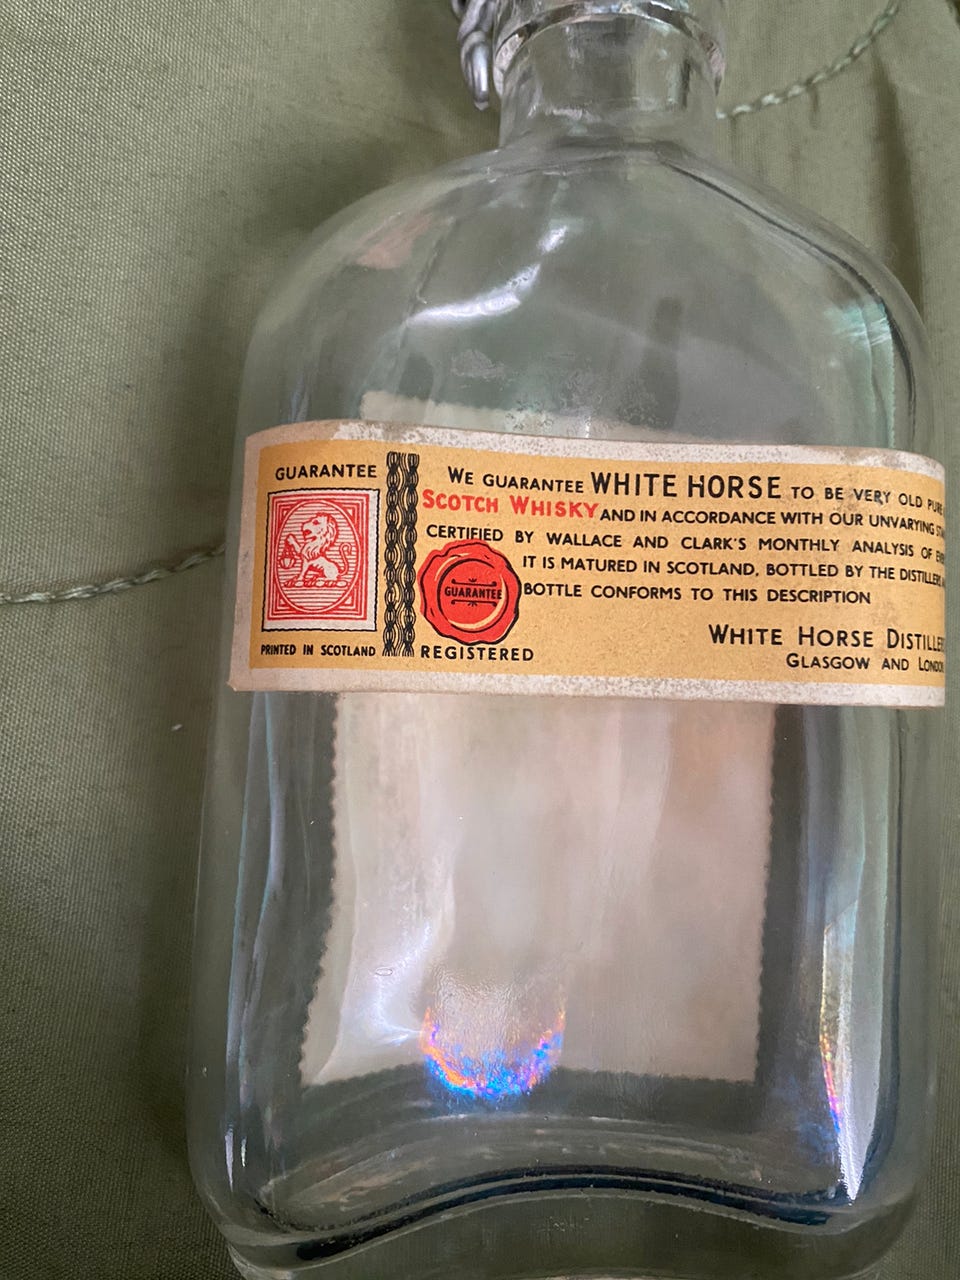 GUARANTEE
PRINTED IN SCOTLAND
WE GUARANTEE WHITE HORSE TO BE VERY OLD PURE
SCOTCH WHISKY AND IN ACCORDANCE WITH OUR UNVARYING
CERTIFIED BY WALLACE AND CLARK'S MONTHLY ANALYSIS OF
IT IS MATURED IN SCOTLAND, BOTTLED BY THE
BOTTLE CONFORMS TO THIS DESCRIPTION
GUARANTEE
REGISTERED
WHITE HORSE
GLASGOW AND